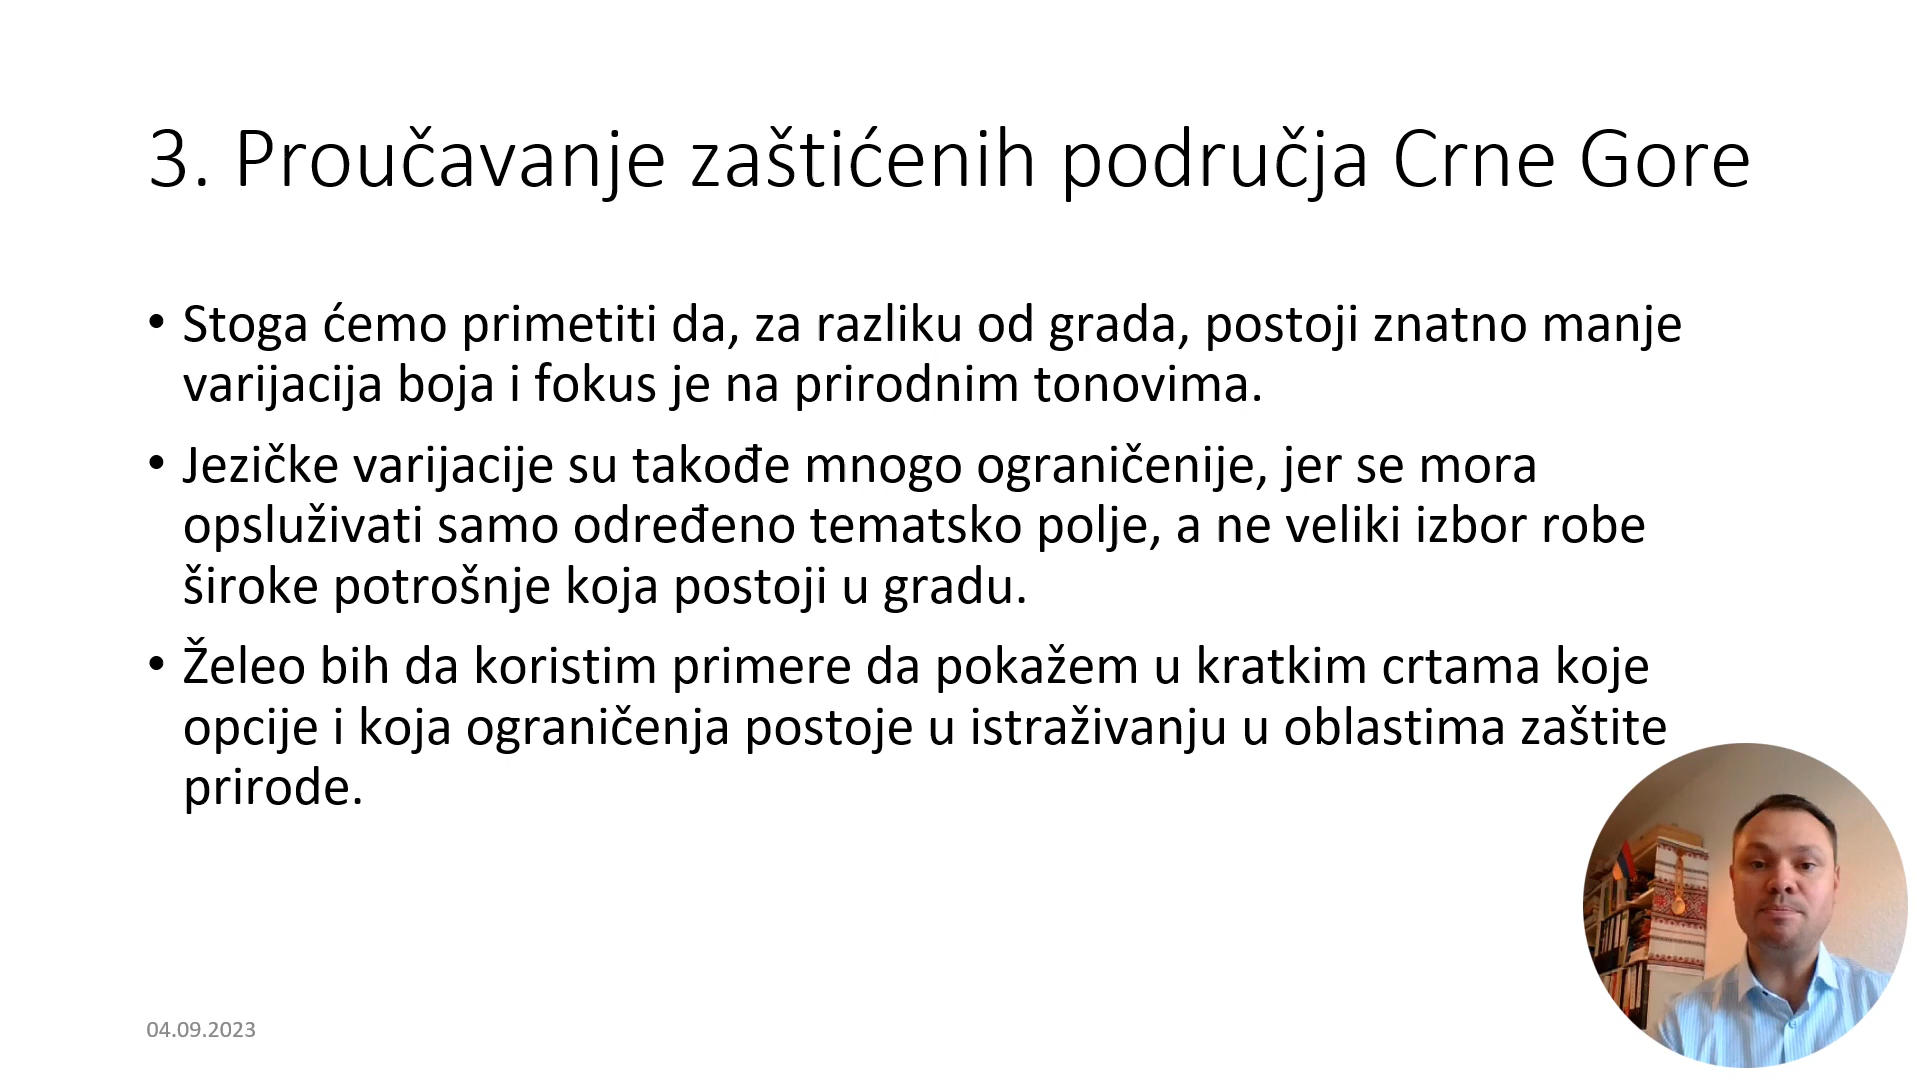 3. Proučavanje zaštićenih područja Crne Gore
• Stoga ćemo primetiti da, za razliku od grada, postoji znatno manje
varijacija boja i fokus je na prirodnim tonovima.
• Jezičke varijacije su takođe mnogo ograničenije, jer se mora
opsluživati samo određeno tematsko polje, a ne veliki izbor robe
široke potrošnje koja postoji u gradu.
• Želeo bih da koristim primere da pokažem u kratkim crtama koje
opcije i koja ograničenja postoje u istraživanju u oblastima zaštite
prirode.
04.09.2023